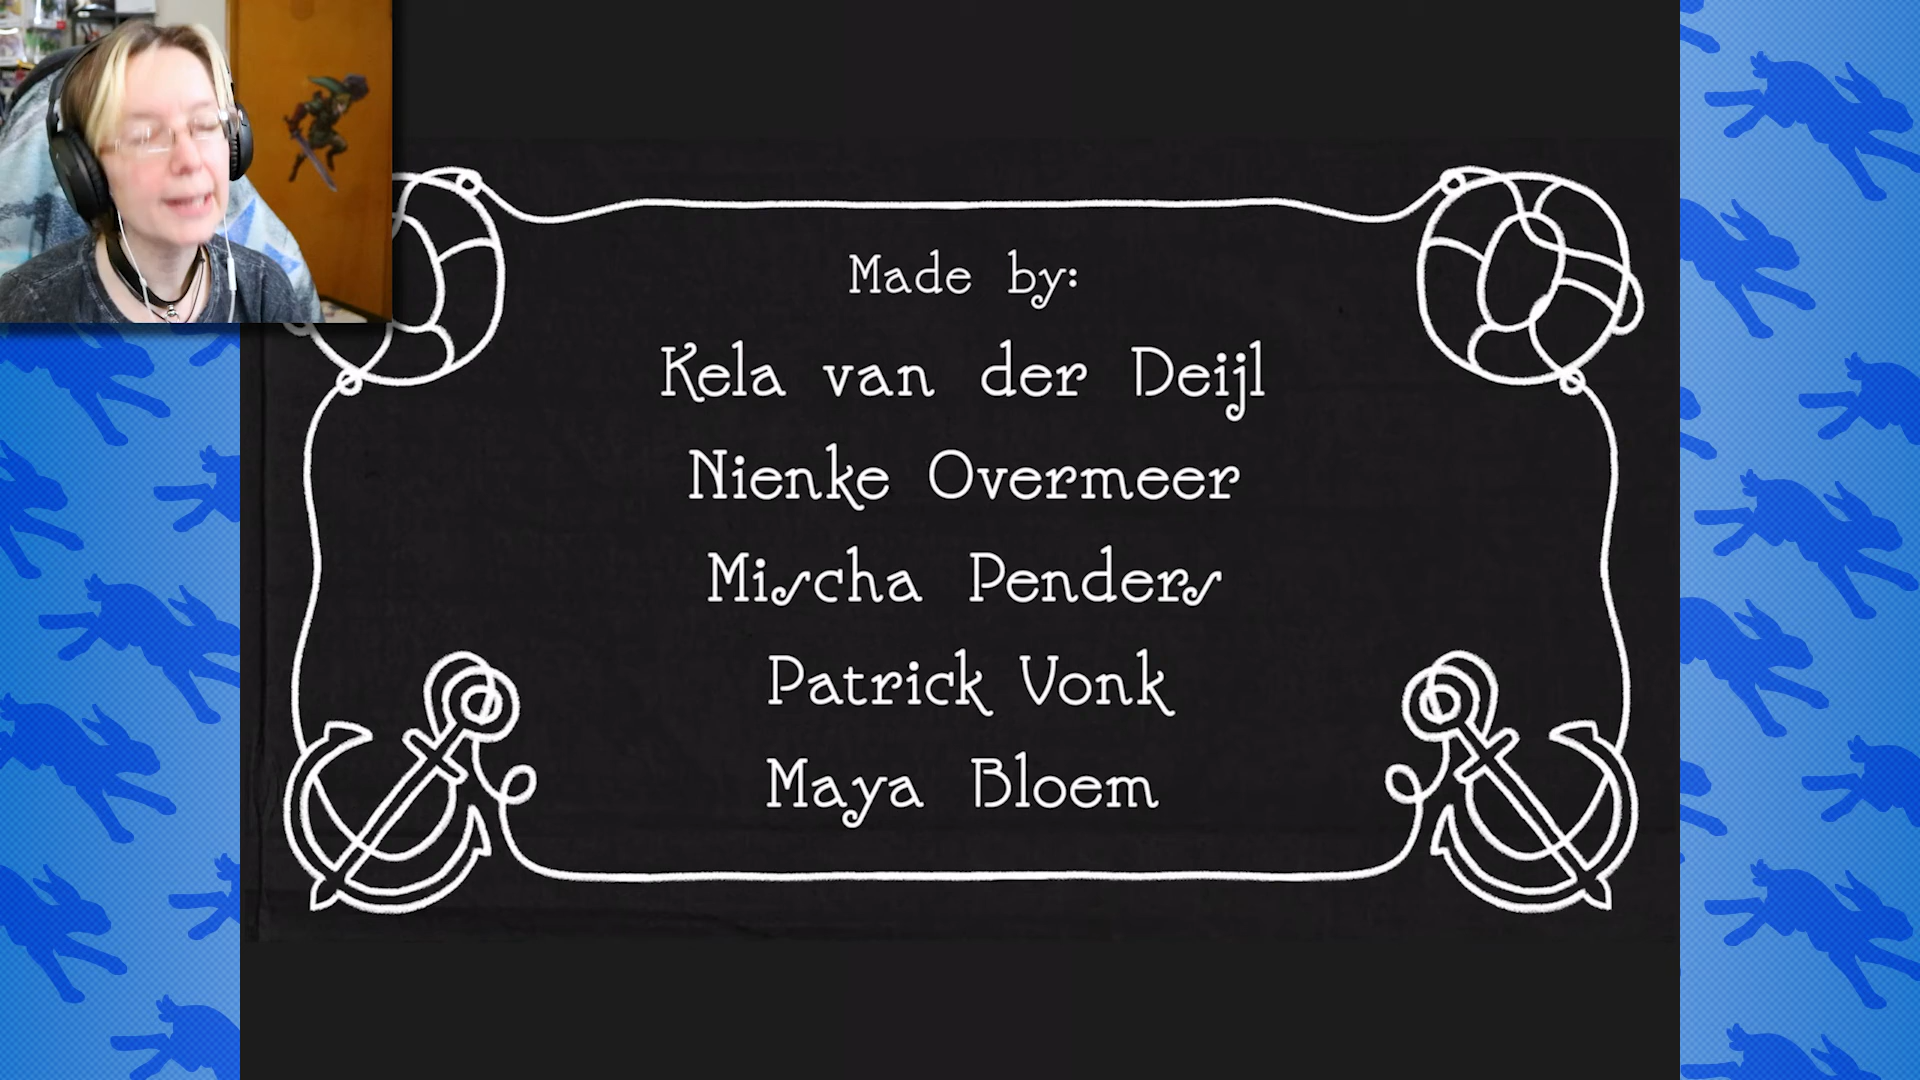 Made by:
Kela van der Deijl
Nienke Overmeer
Mischa Penders
Patrick Vonk
Maya Bloem